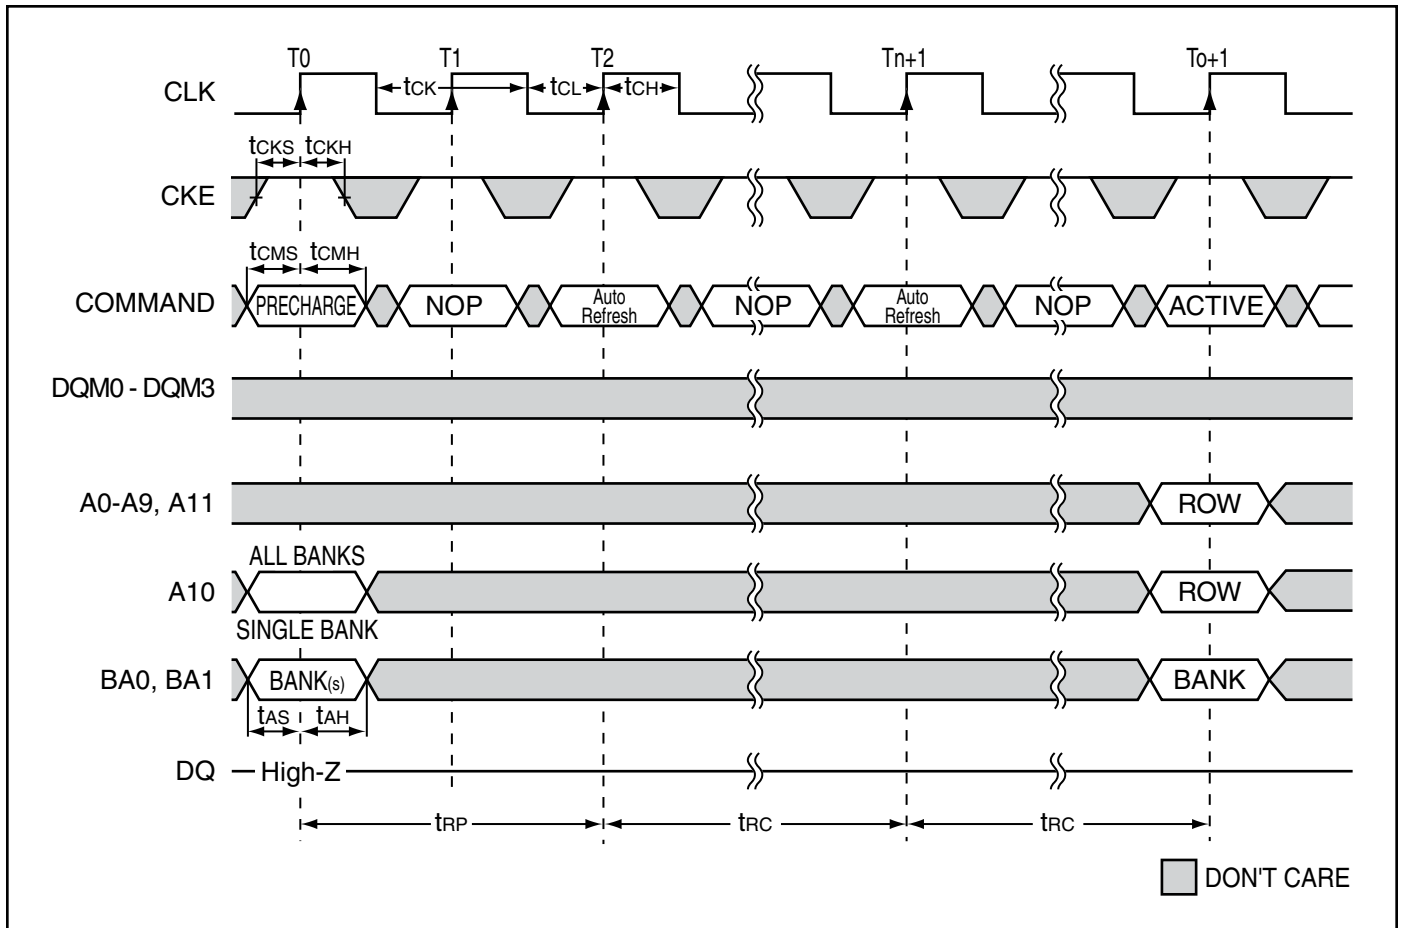 T0 T1 T2 Tn+1 To+1
CLK tCK tCL tCH
tCKS tCKH
CKE
tCMS tCMH
COMMAND PRECHARGE NOP Auto Refresh NOP Auto Refresh NOP ACTIVE
DQM0 - DQM3
A0-A9, A11 ROW
ALL BANKS
A10 ROW
SINGLE BANK
BA0, BA1 BANK(s) BANK
tAS tAH
DQ High-Z
tRP tRC tRC
DON'T CARE